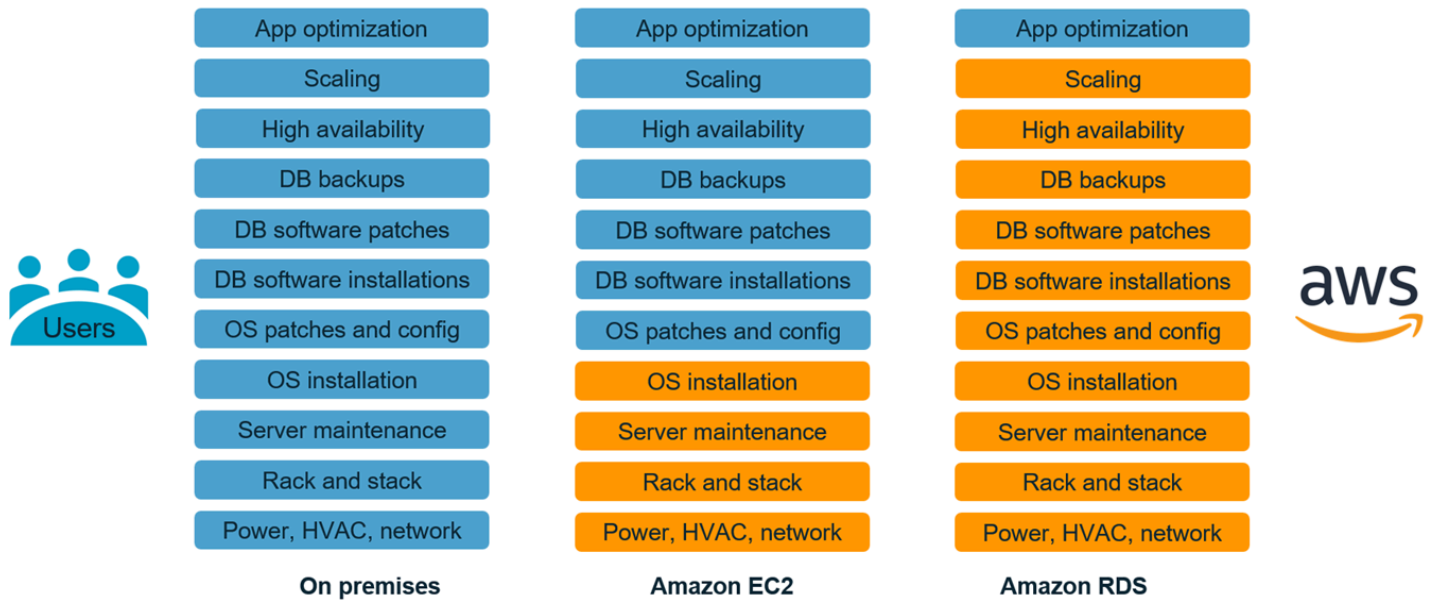 App optimization
Scaling
High availability
DB backups
DB software patches
DB software installations
OS patches and config
OS installation
Server maintenance
Rack and stack
Power, HVAC, network
On premises
App optimization
Scaling
High availability
DB backups
DB software patches
DB software installations
OS patches and config
OS installation
Server maintenance
Rack and stack
Power, HVAC, network
Amazon EC2
App optimization
Scaling
High availability
DB backups
DB software patches
DB software installations
OS patches and config
OS installation
Server maintenance
Rack and stack
Power, HVAC, network
Amazon RDS
Users
aws